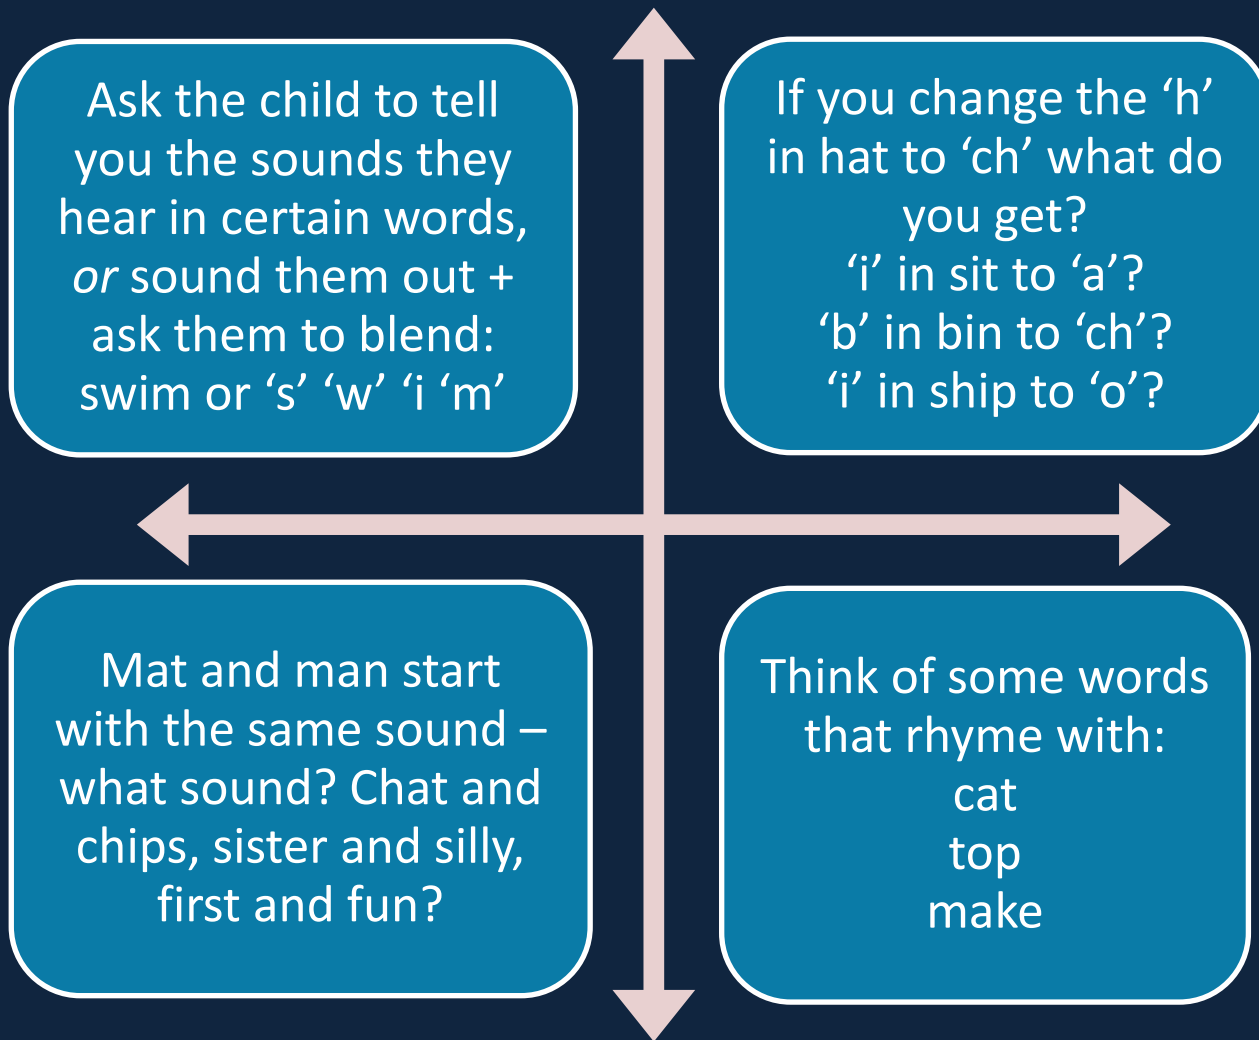 Ask the child to tell
you the sounds they
hear in certain words,
or sound them out +
ask them to blend:
swim or ‘s’ ‘w’ ‘i ‘m’
If you change the ‘h’
in hat to ‘ch’ what do
you get?
‘i’ in sit to ‘a’?
‘b’ in bin to ‘ch’?
‘i’ in ship to ‘o’?
Mat and man start
with the same sound –
what sound? Chat and
chips, sister and silly,
first and fun?
Think of some words
that rhyme with:
cat
top
make